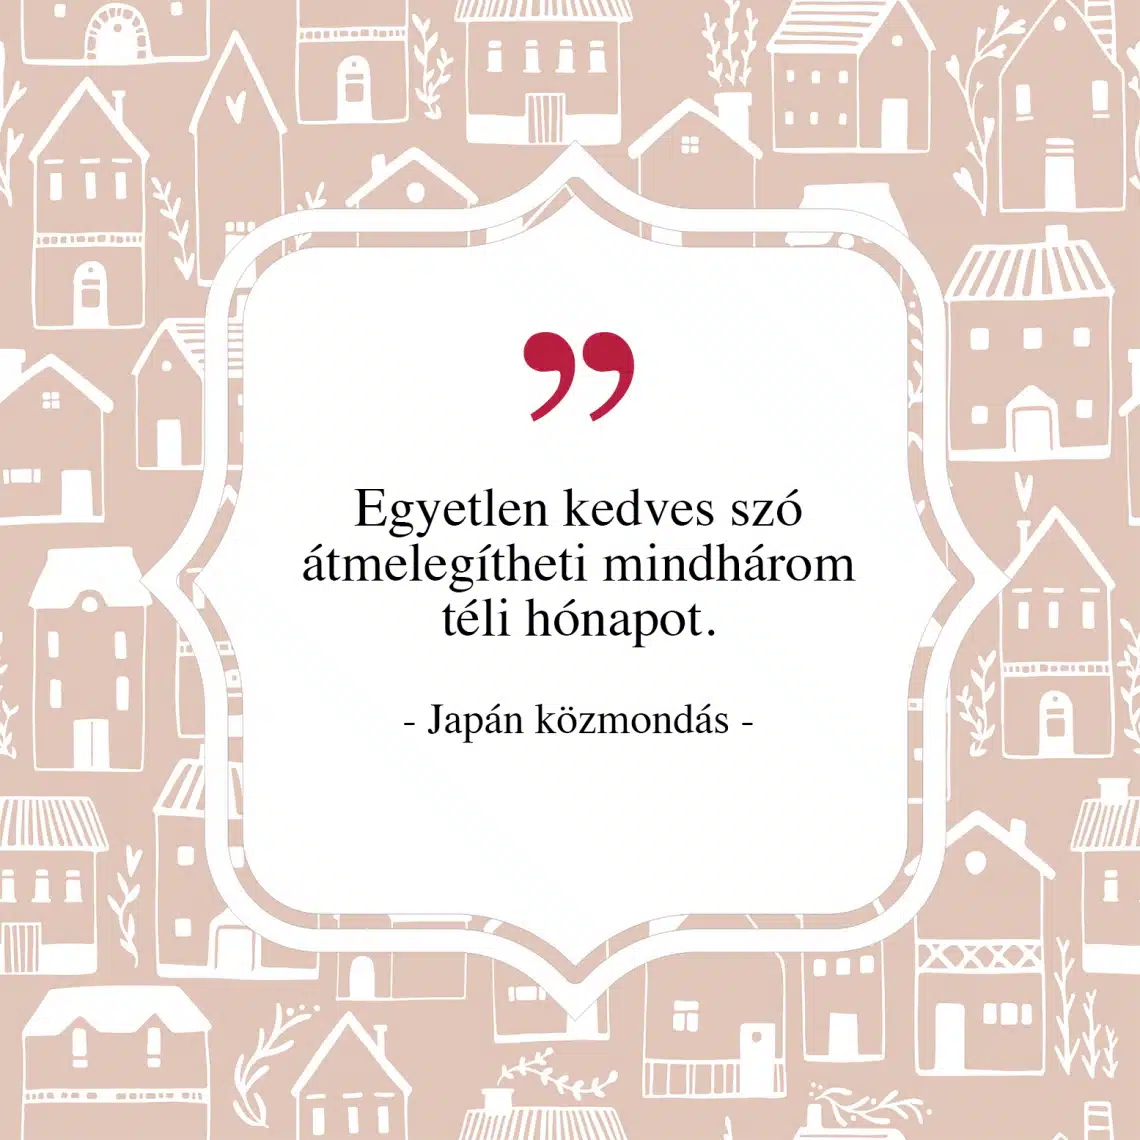 ”
Egyetlen kedves szó
átmelegítheti mindhárom
téli hónapot.
- Japán közmondás -